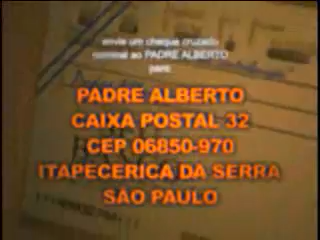 envie um cheque cruzado
nominal ao PADRE ALBERTO
para:
PADRE ALBERTO
CAIXA POSTAL 32
CEP 06850-970
ITAPECERICA DA SERRA
SÃO PAULO